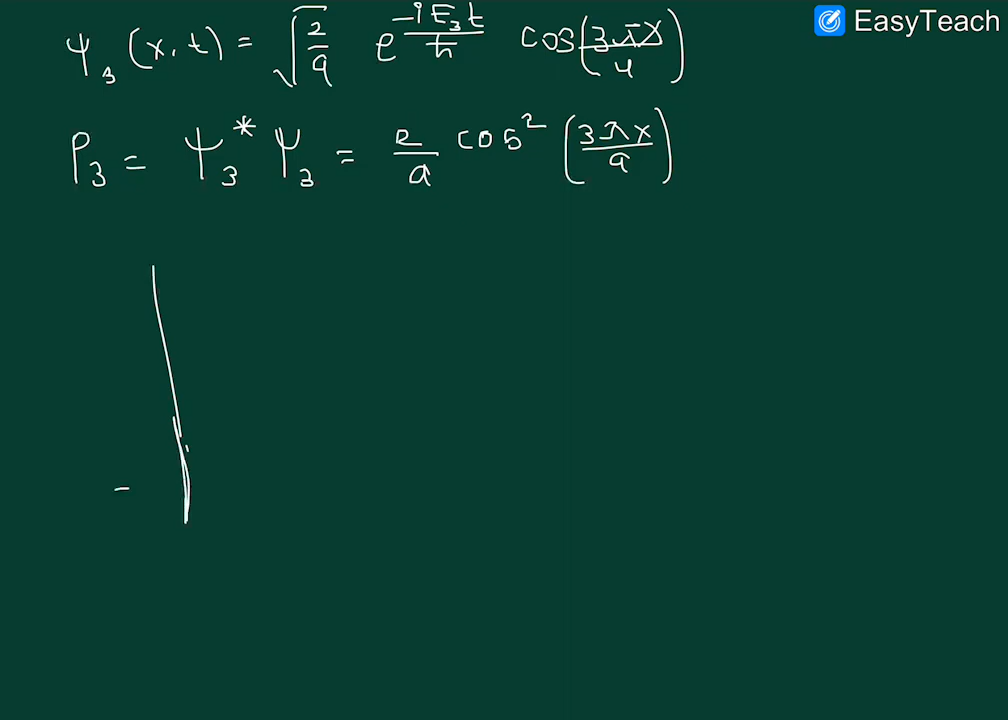 EasyTeach
ψ₃ (x, t) = √(2/a) e^(-iE₃t/ħ) cos(3πx/4)
P₃ = ψ₃* ψ₃ = 2/a cos² (3πx/a)